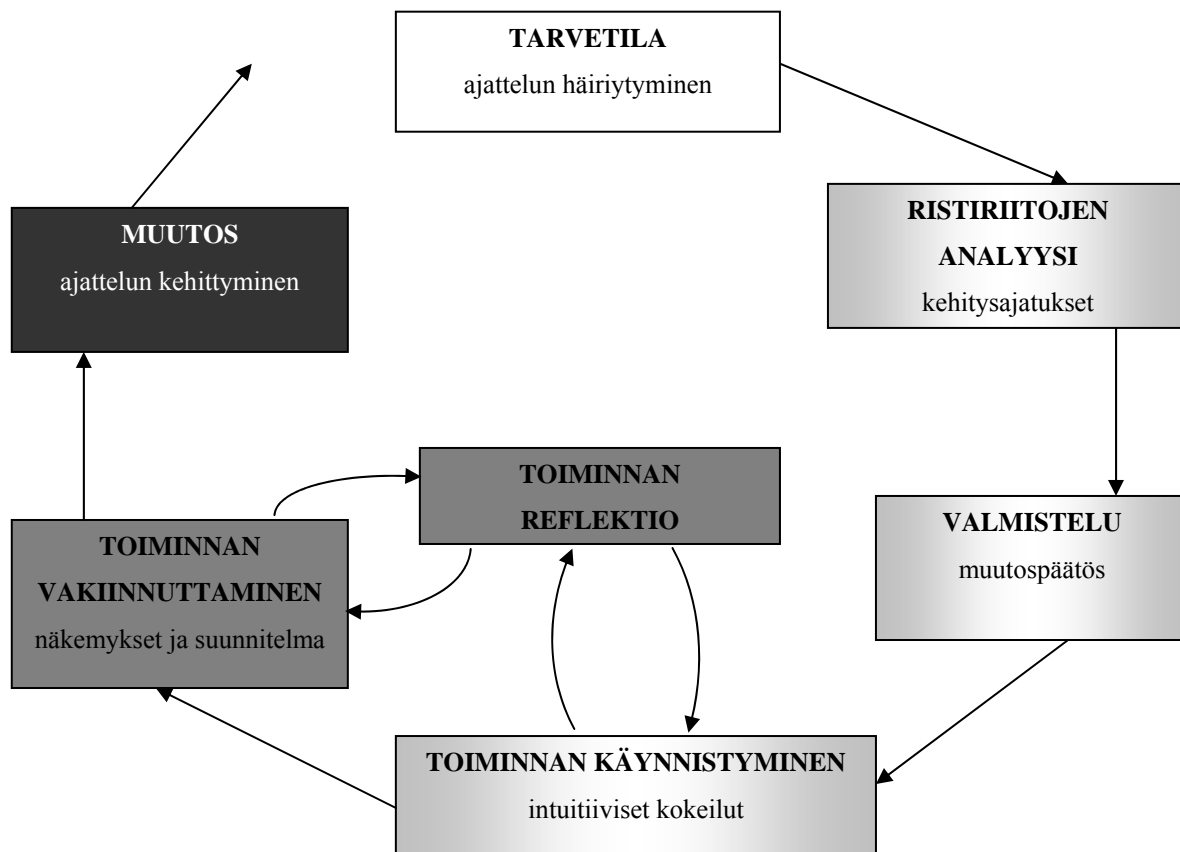 TARVETILA
ajattelun häiriytyminen
RISTIRIITOJEN
ANALYYSI
kehitysajatukset
VALMISTELU
muutospäätös
TOIMINNAN KÄYNNISTYMINEN
intuitiiviset kokeilut
TOIMINNAN
REFLEKTIO
TOIMINNAN
VAKIINNUTTAMINEN
näkemykset ja suunnitelma
MUUTOS
ajattelun kehittyminen